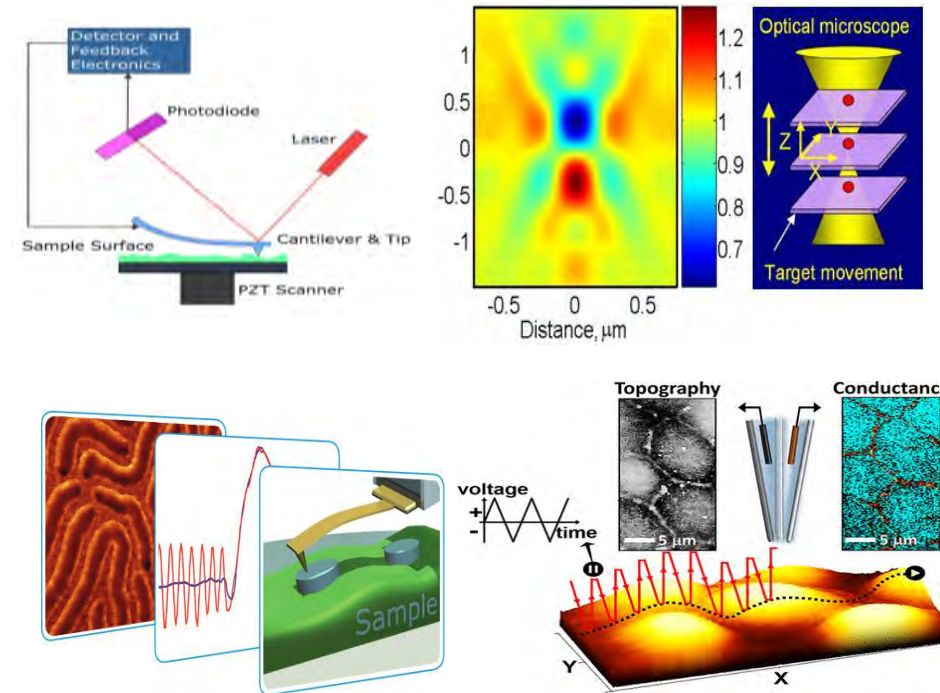 Detector and
Feedback
Electronics
Photodiode
Laser
Sample Surface
Cantilever & Tip
PZT Scanner
1
0.5
0
-0.5
-1
-0.5
0
0.5
Distance, μm
1.2
1.1
1
0.9
0.8
0.7
Optical microscope
Z
Y
X
Target movement
Sample
voltage
+
-
time
Topography
5 μm
Conductanc
5 μm
Y
X